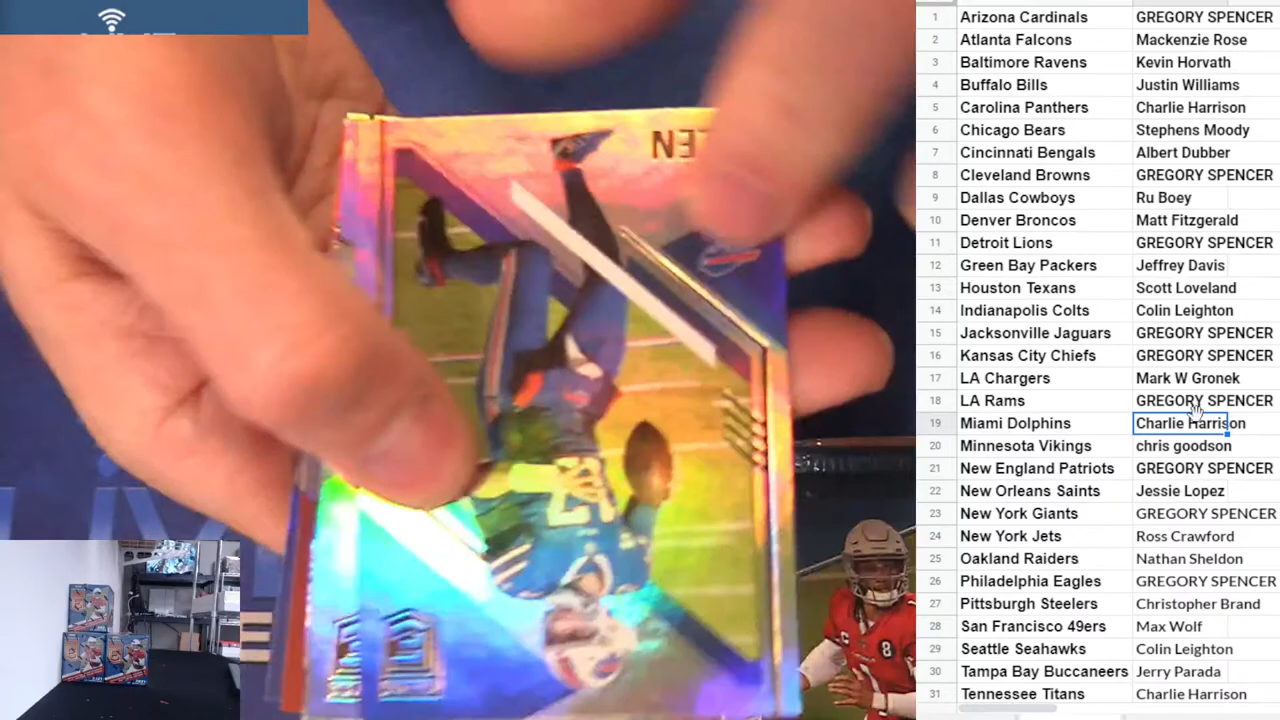 1 Arizona Cardinals GREGORY SPENCER
2 Atlanta Falcons Mackenzie Rose
3 Baltimore Ravens Kevin Horvath
4 Buffalo Bills Justin Williams
5 Carolina Panthers Charlie Harrison
6 Chicago Bears Stephens Moody
7 Cincinnati Bengals Albert Dubber
8 Cleveland Browns GREGORY SPENCER
9 Dallas Cowboys Ru Boey
10 Denver Broncos Matt Fitzgerald
11 Detroit Lions GREGORY SPENCER
12 Green Bay Packers Jeffrey Davis
13 Houston Texans Scott Loveland
14 Indianapolis Colts Colin Leighton
15 Jacksonville Jaguars GREGORY SPENCER
16 Kansas City Chiefs GREGORY SPENCER
17 LA Chargers Mark W Gronek
18 LA Rams GREGORY SPENCER
19 Miami Dolphins Charlie Harrison
20 Minnesota Vikings chris goodson
21 New England Patriots GREGORY SPENCER
22 New Orleans Saints Jessie Lopez
23 New York Giants GREGORY SPENCER
24 New York Jets Ross Crawford
25 Oakland Raiders Nathan Sheldon
26 Philadelphia Eagles GREGORY SPENCER
27 Pittsburgh Steelers Christopher Brand
28 San Francisco 49ers Max Wolf
29 Seattle Seahawks Colin Leighton
30 Tampa Bay Buccaneers Jerry Parada
31 Tennessee Titans Charlie Harrison
LEN
17
8